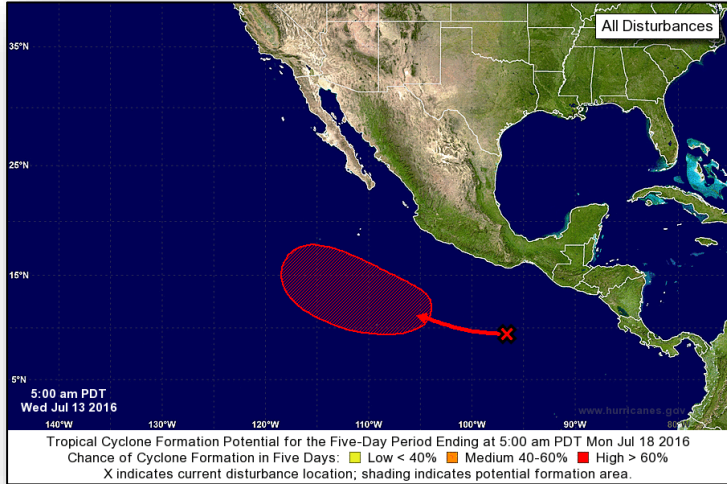 All Disturbances
35°N
25°N
15°N
5°N
5:00 am PDT
Wed Jul 13 2016
www.hurricanes.gov
140°W 130°W 120°W 110°W 100°W 90°W 80°W
Tropical Cyclone Formation Potential for the Five-Day Period Ending at 5:00 am PDT Mon Jul 18 2016
Chance of Cyclone Formation in Five Days: Low < 40% Medium 40-60% High > 60%
X indicates current disturbance location; shading indicates potential formation area.